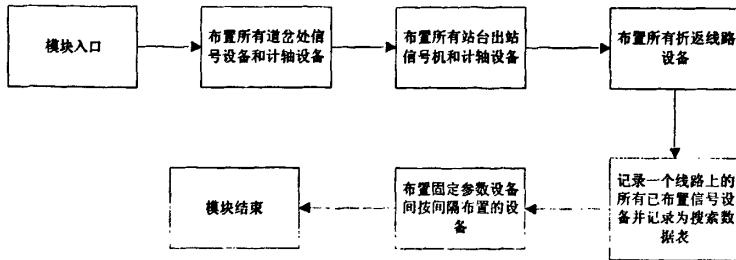 模块入口
布置所有道岔处信
号设备和计轴设备
布置所有站台出站
信号机和计轴设备
布置所有折返线路
设备
记录一个线路上的
所有已布置信号设
备并记录为搜索数
据表
布置固定参数设备
间按间隔布置的设
备
模块结束